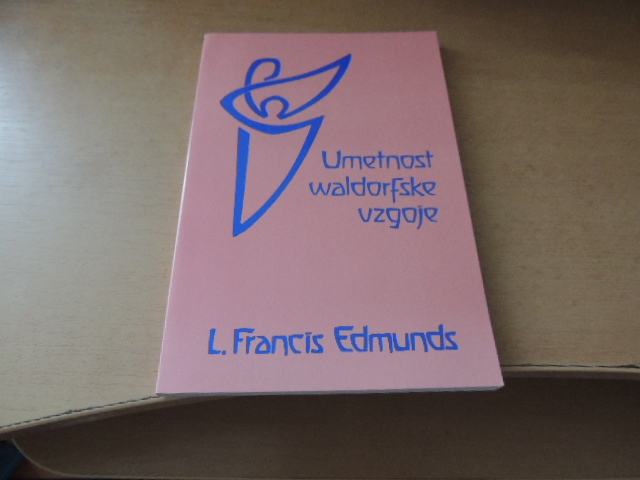 Umetnost
waldorfske
vzgoje
L. Francis Edmunds